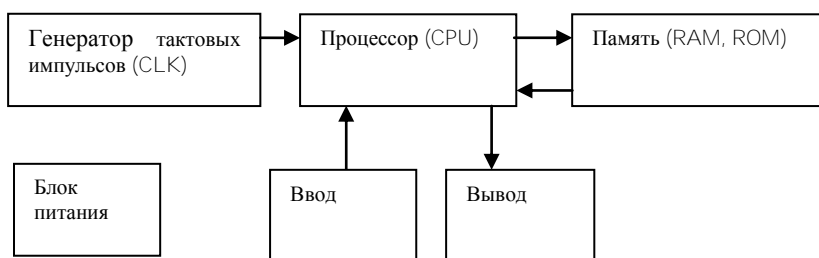 Генератор тактовых
импульсов (CLK)
Процессор (CPU)
Память (RAM, ROM)
Блок
питания
Ввод
Вывод